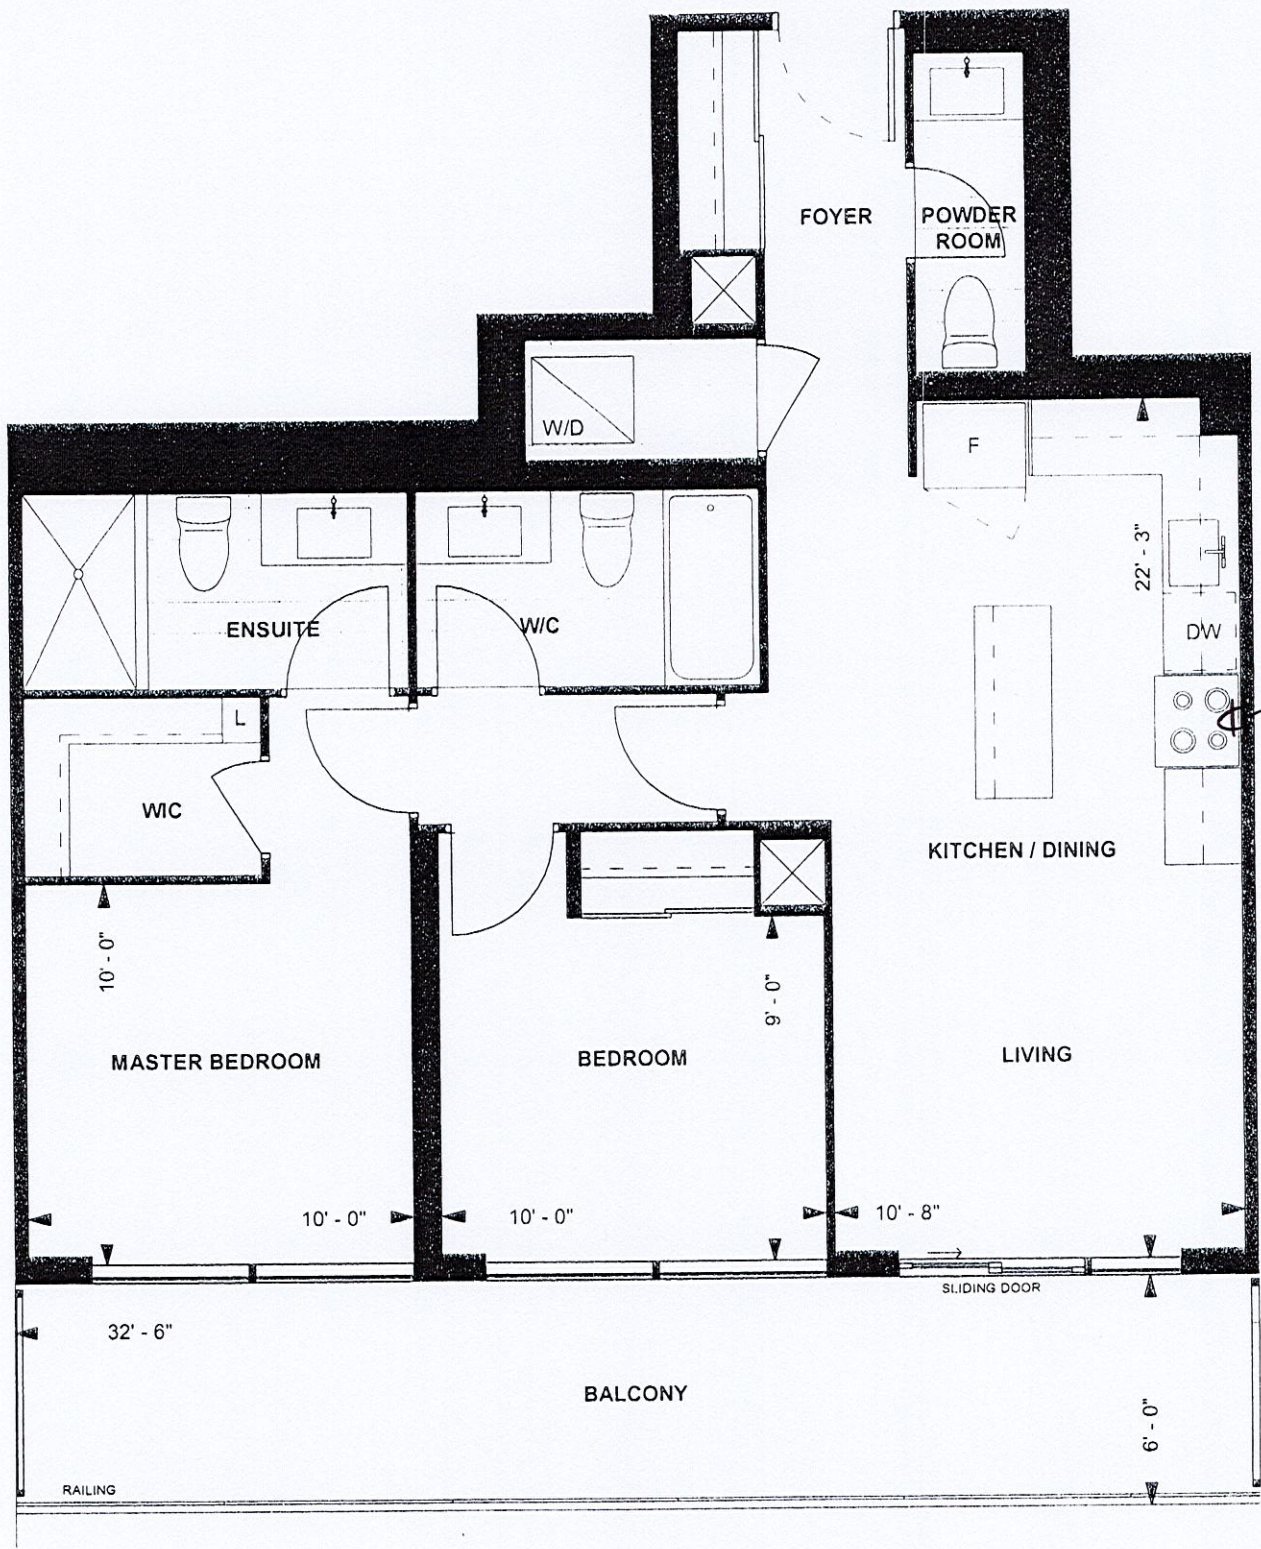 FOYER
POWDER
ROOM
W/D
F
22' - 3"
ENSUITE
W/C
DW
L
WIC
KITCHEN / DINING
10' - 0"
9' - 0"
MASTER BEDROOM
BEDROOM
LIVING
10' - 0"
10' - 0"
10' - 8"
SLIDING DOOR
32' - 6"
BALCONY
6' - 0"
RAILING